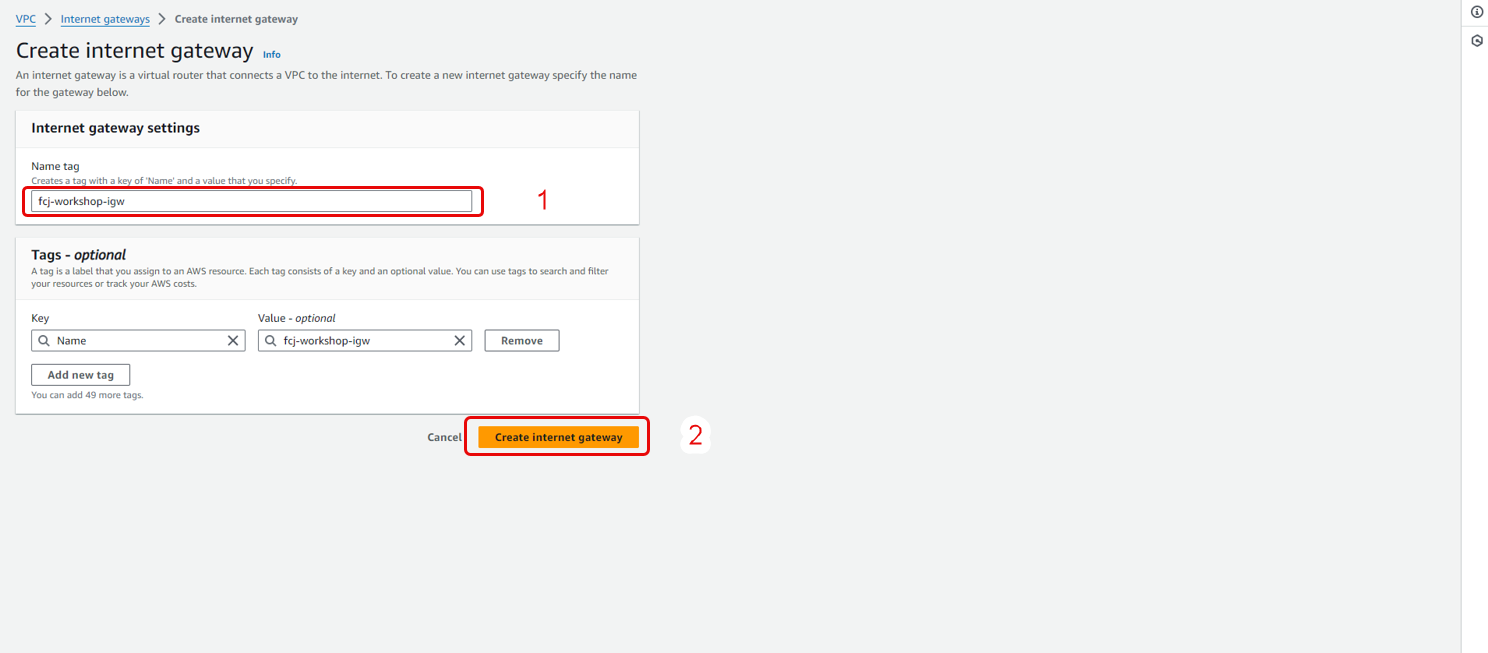 VPC > Internet gateways > Create internet gateway
Create internet gateway Info
An internet gateway is a virtual router that connects a VPC to the internet. To create a new internet gateway specify the name
for the gateway below.
Internet gateway settings
Name tag
Creates a tag with a key of 'Name' and a value that you specify.
fcj-workshop-igw
1
Tags - optional
A tag is a label that you assign to an AWS resource. Each tag consists of a key and an optional value. You can use tags to search and filter
your resources or track your AWS costs.
Key Value - optional
Name fcj-workshop-igw Remove
Add new tag
You can add 49 more tags.
Cancel Create internet gateway 2